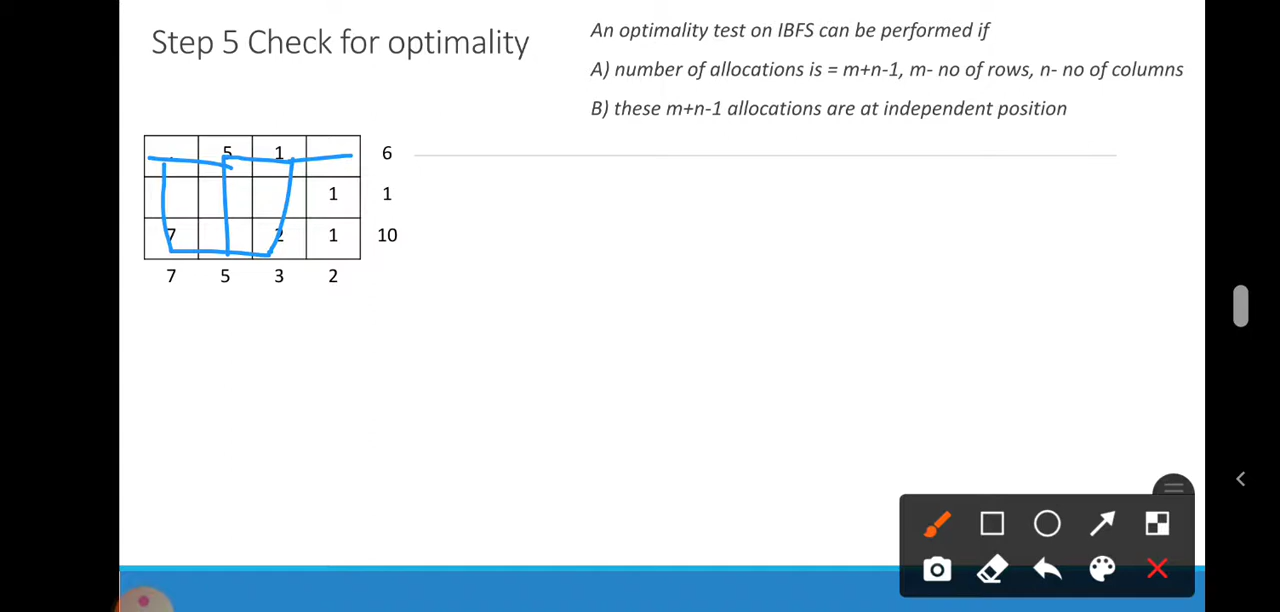 Step 5 Check for optimality
An optimality test on IBFS can be performed if
A) number of allocations is = m+n-1, m- no of rows, n- no of columns
B) these m+n-1 allocations are at independent position
5 1 6
1 1
7 2 1 10
7 5 3 2